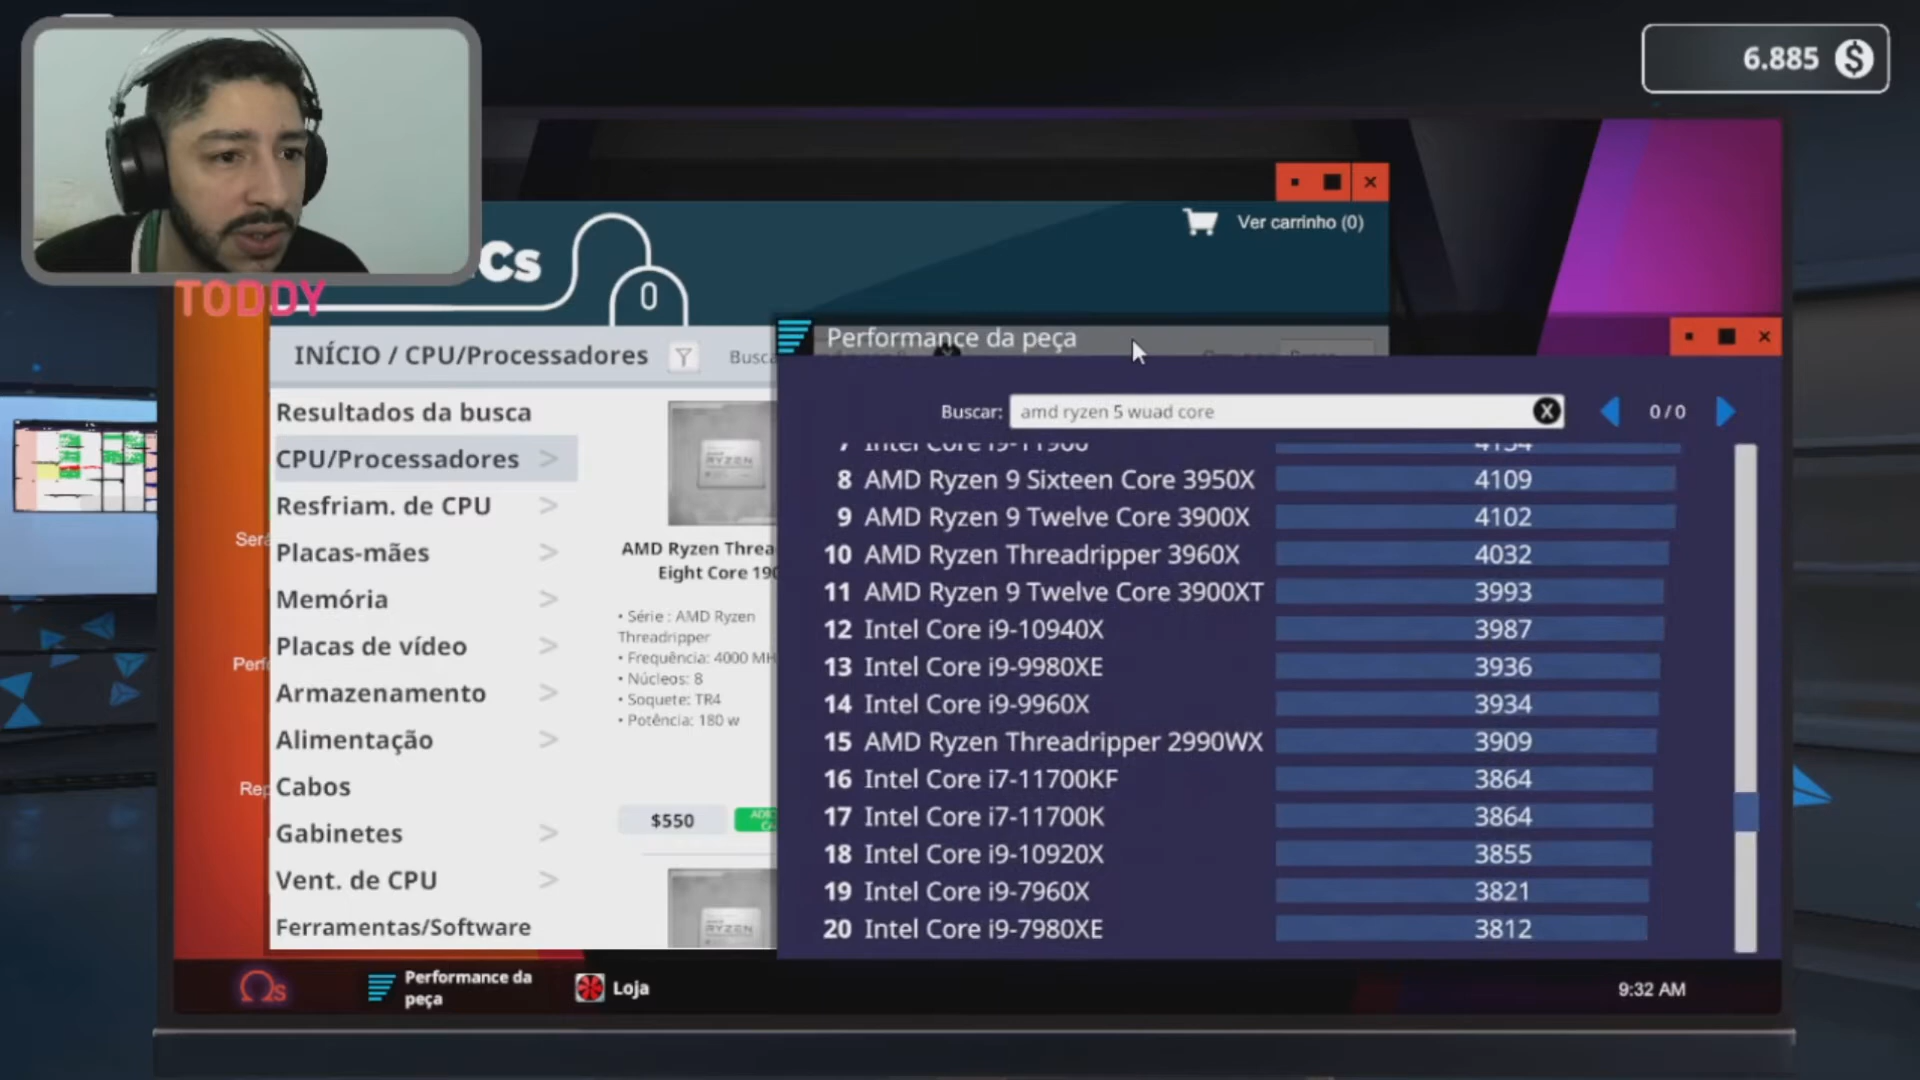 6.885 $
Cs
Ver carrinho (0)
TODDY
INÍCIO / CPU/Processadores
Resultados da busca
CPU/Processadores >
Resfriam. de CPU >
Placas-mães >
Memória >
Placas de vídeo >
Armazenamento >
Alimentação >
Cabos
Gabinetes >
Vent. de CPU >
Ferramentas/Software
RYZEN
AMD Ryzen Threa
Eight Core 190
• Série : AMD Ryzen
Threadripper
• Frequência: 4000 MH
• Núcleos: 8
• Soquete: TR4
• Potência: 180 w
$550
RYZEN
Performance da peça
Buscar: amd ryzen 5 wuad core X 0/0
8 AMD Ryzen 9 Sixteen Core 3950X 4109
9 AMD Ryzen 9 Twelve Core 3900X 4102
10 AMD Ryzen Threadripper 3960X 4032
11 AMD Ryzen 9 Twelve Core 3900XT 3993
12 Intel Core i9-10940X 3987
13 Intel Core i9-9980XE 3936
14 Intel Core i9-9960X 3934
15 AMD Ryzen Threadripper 2990WX 3909
16 Intel Core i7-11700KF 3864
17 Intel Core i7-11700K 3864
18 Intel Core i9-10920X 3855
19 Intel Core i9-7960X 3821
20 Intel Core i9-7980XE 3812
Ωs
Performance da
peça
Loja
9:32 AM